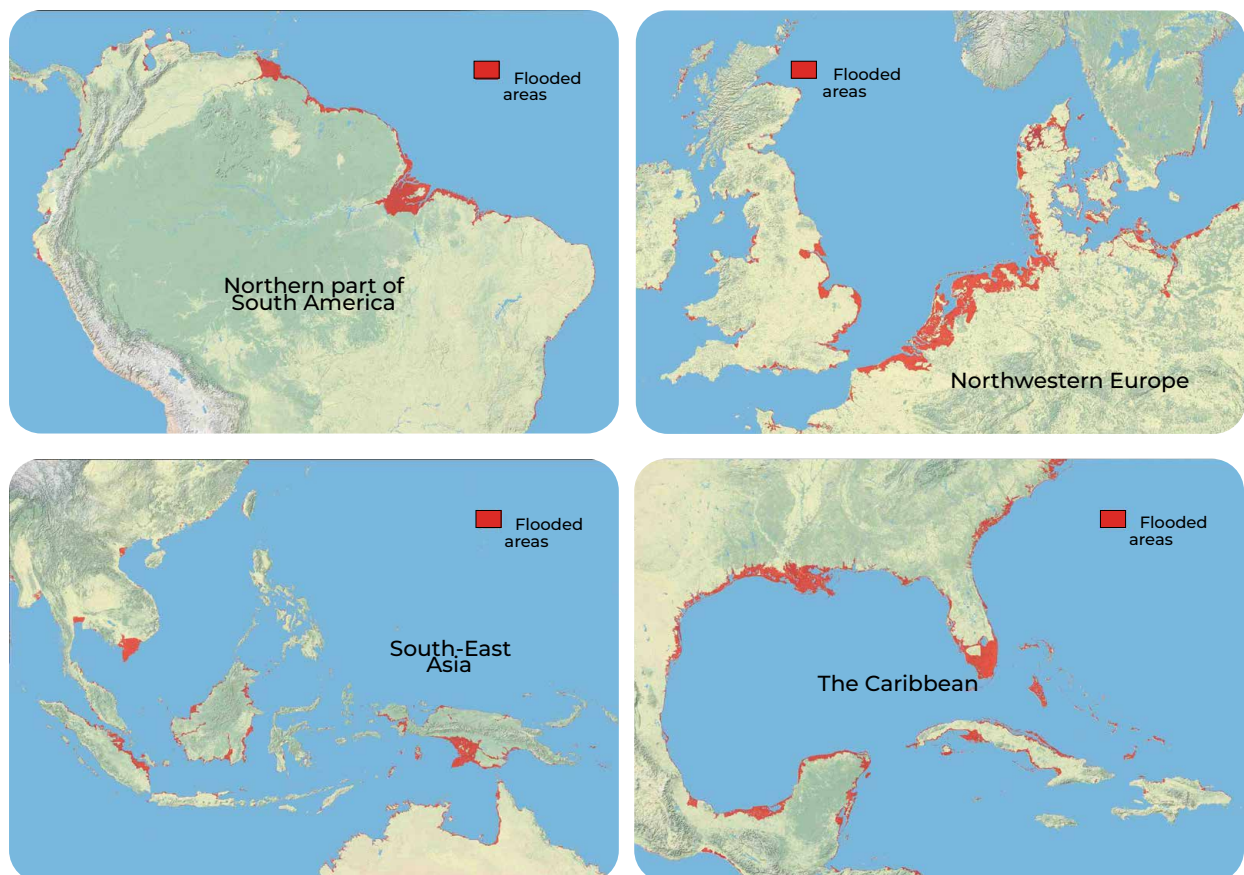 Flooded
areas
Northern part of
South America
Flooded
areas
Northwestern Europe
Flooded
areas
South-East
Asia
Flooded
areas
The Caribbean